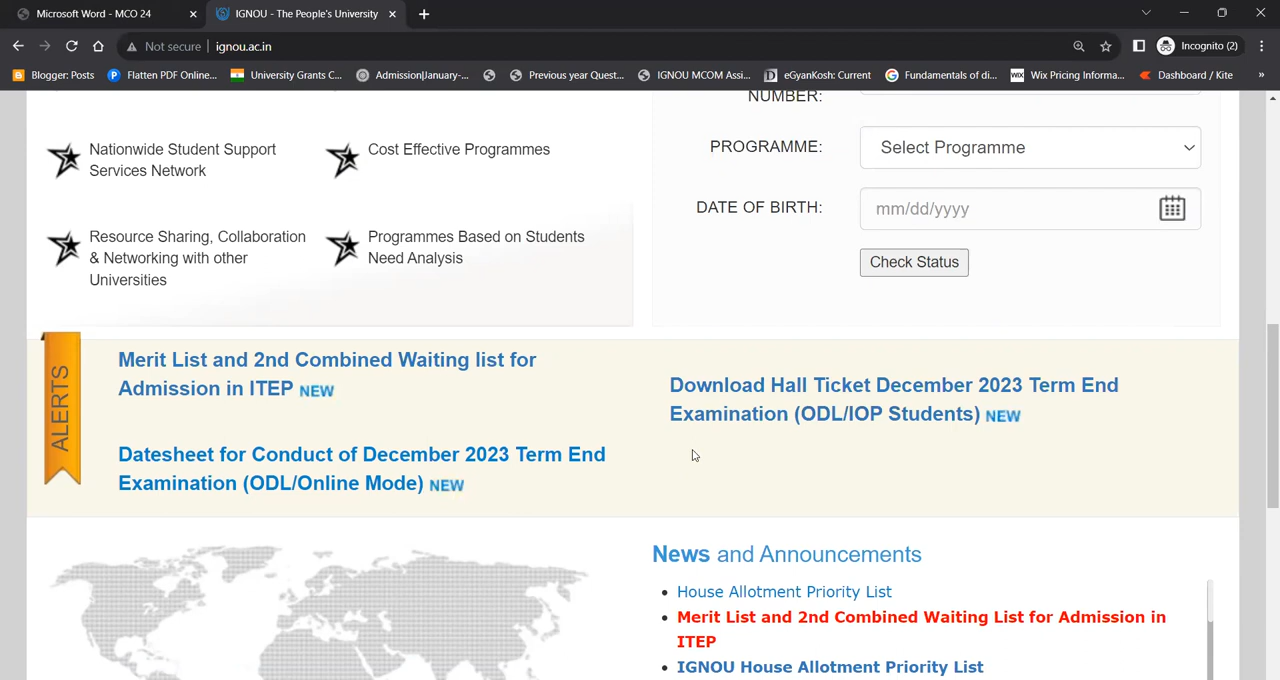 Microsoft Word - MCO 24
IGNOU - The People's University
Not secure
ignou.ac.in
Incognito (2)
Blogger: Posts
Flatten PDF Online...
University Grants C...
Admission|January-...
Previous year Quest...
IGNOU MCOM Assi...
eGyanKosh: Current
Fundamentals of di...
WIX
Wix Pricing Informa...
Dashboard / Kite
»
NUMBER:
Nationwide Student Support
Services Network
Cost Effective Programmes
PROGRAMME:
Select Programme
DATE OF BIRTH:
mm/dd/yyyy
Resource Sharing, Collaboration
& Networking with other
Universities
Programmes Based on Students
Need Analysis
Check Status
ALERTS
Merit List and 2nd Combined Waiting list for
Admission in ITEP NEW
Download Hall Ticket December 2023 Term End
Examination (ODL/IOP Students) NEW
Datesheet for Conduct of December 2023 Term End
Examination (ODL/Online Mode) NEW
News and Announcements
House Allotment Priority List
Merit List and 2nd Combined Waiting List for Admission in
ITEP
IGNOU House Allotment Priority List